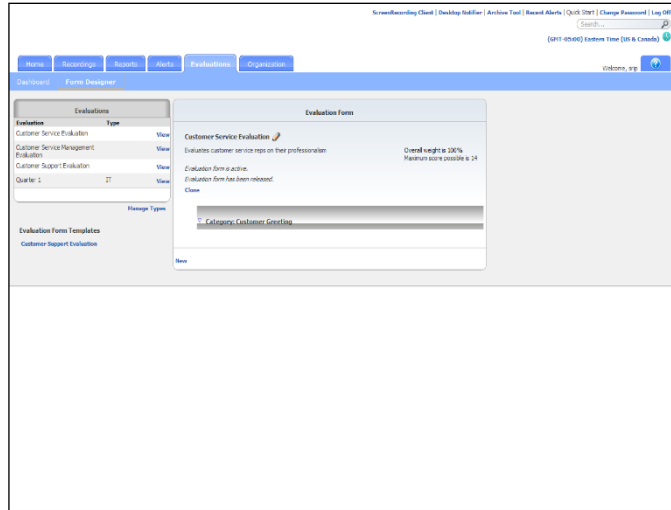 ScreenRecording Client | Desktop Notifier | Archive Tool | Recent Alerts | Quick Start | Change Password | Log Off
Search...
(GMT-05:00) Eastern Time (US & Canada)
Home Recordings Reports Alerts Evaluations Organization
Welcome, srip
Dashboard Form Designer
Evaluations
Evaluation Type
Customer Service Evaluation View
Customer Service Management Evaluation View
Customer Support Evaluation View
Quarter 1 IT View
Manage Types
Evaluation Form Templates
Customer Support Evaluation
Evaluation Form
Customer Service Evaluation
Evaluates customer service reps on their professionalism
Overall weight is 100%
Maximum score possible is 14
Evaluation form is active.
Evaluation form has been released.
Close
Category: Customer Greeting
New